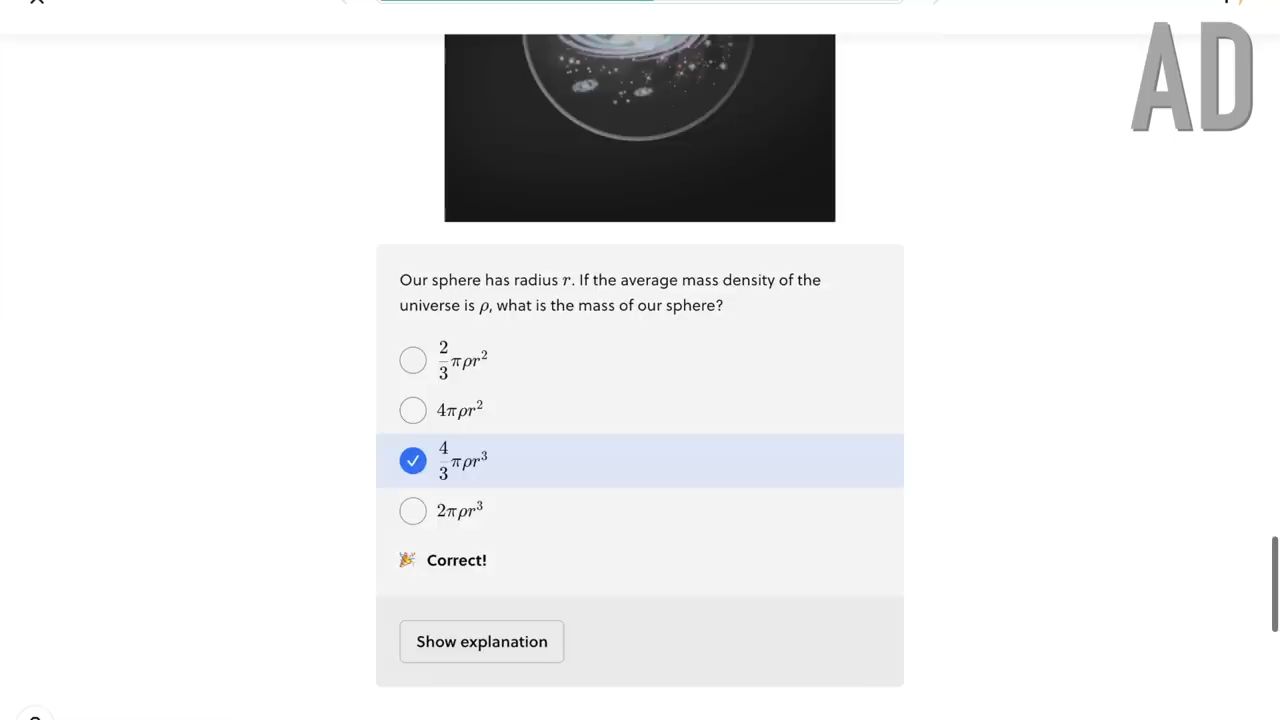 AD
Our sphere has radius r. If the average mass density of the
universe is ρ, what is the mass of our sphere?
2/3 πρr²
4πρr²
4/3 πρr³
2πρr³
🎉 Correct!
Show explanation